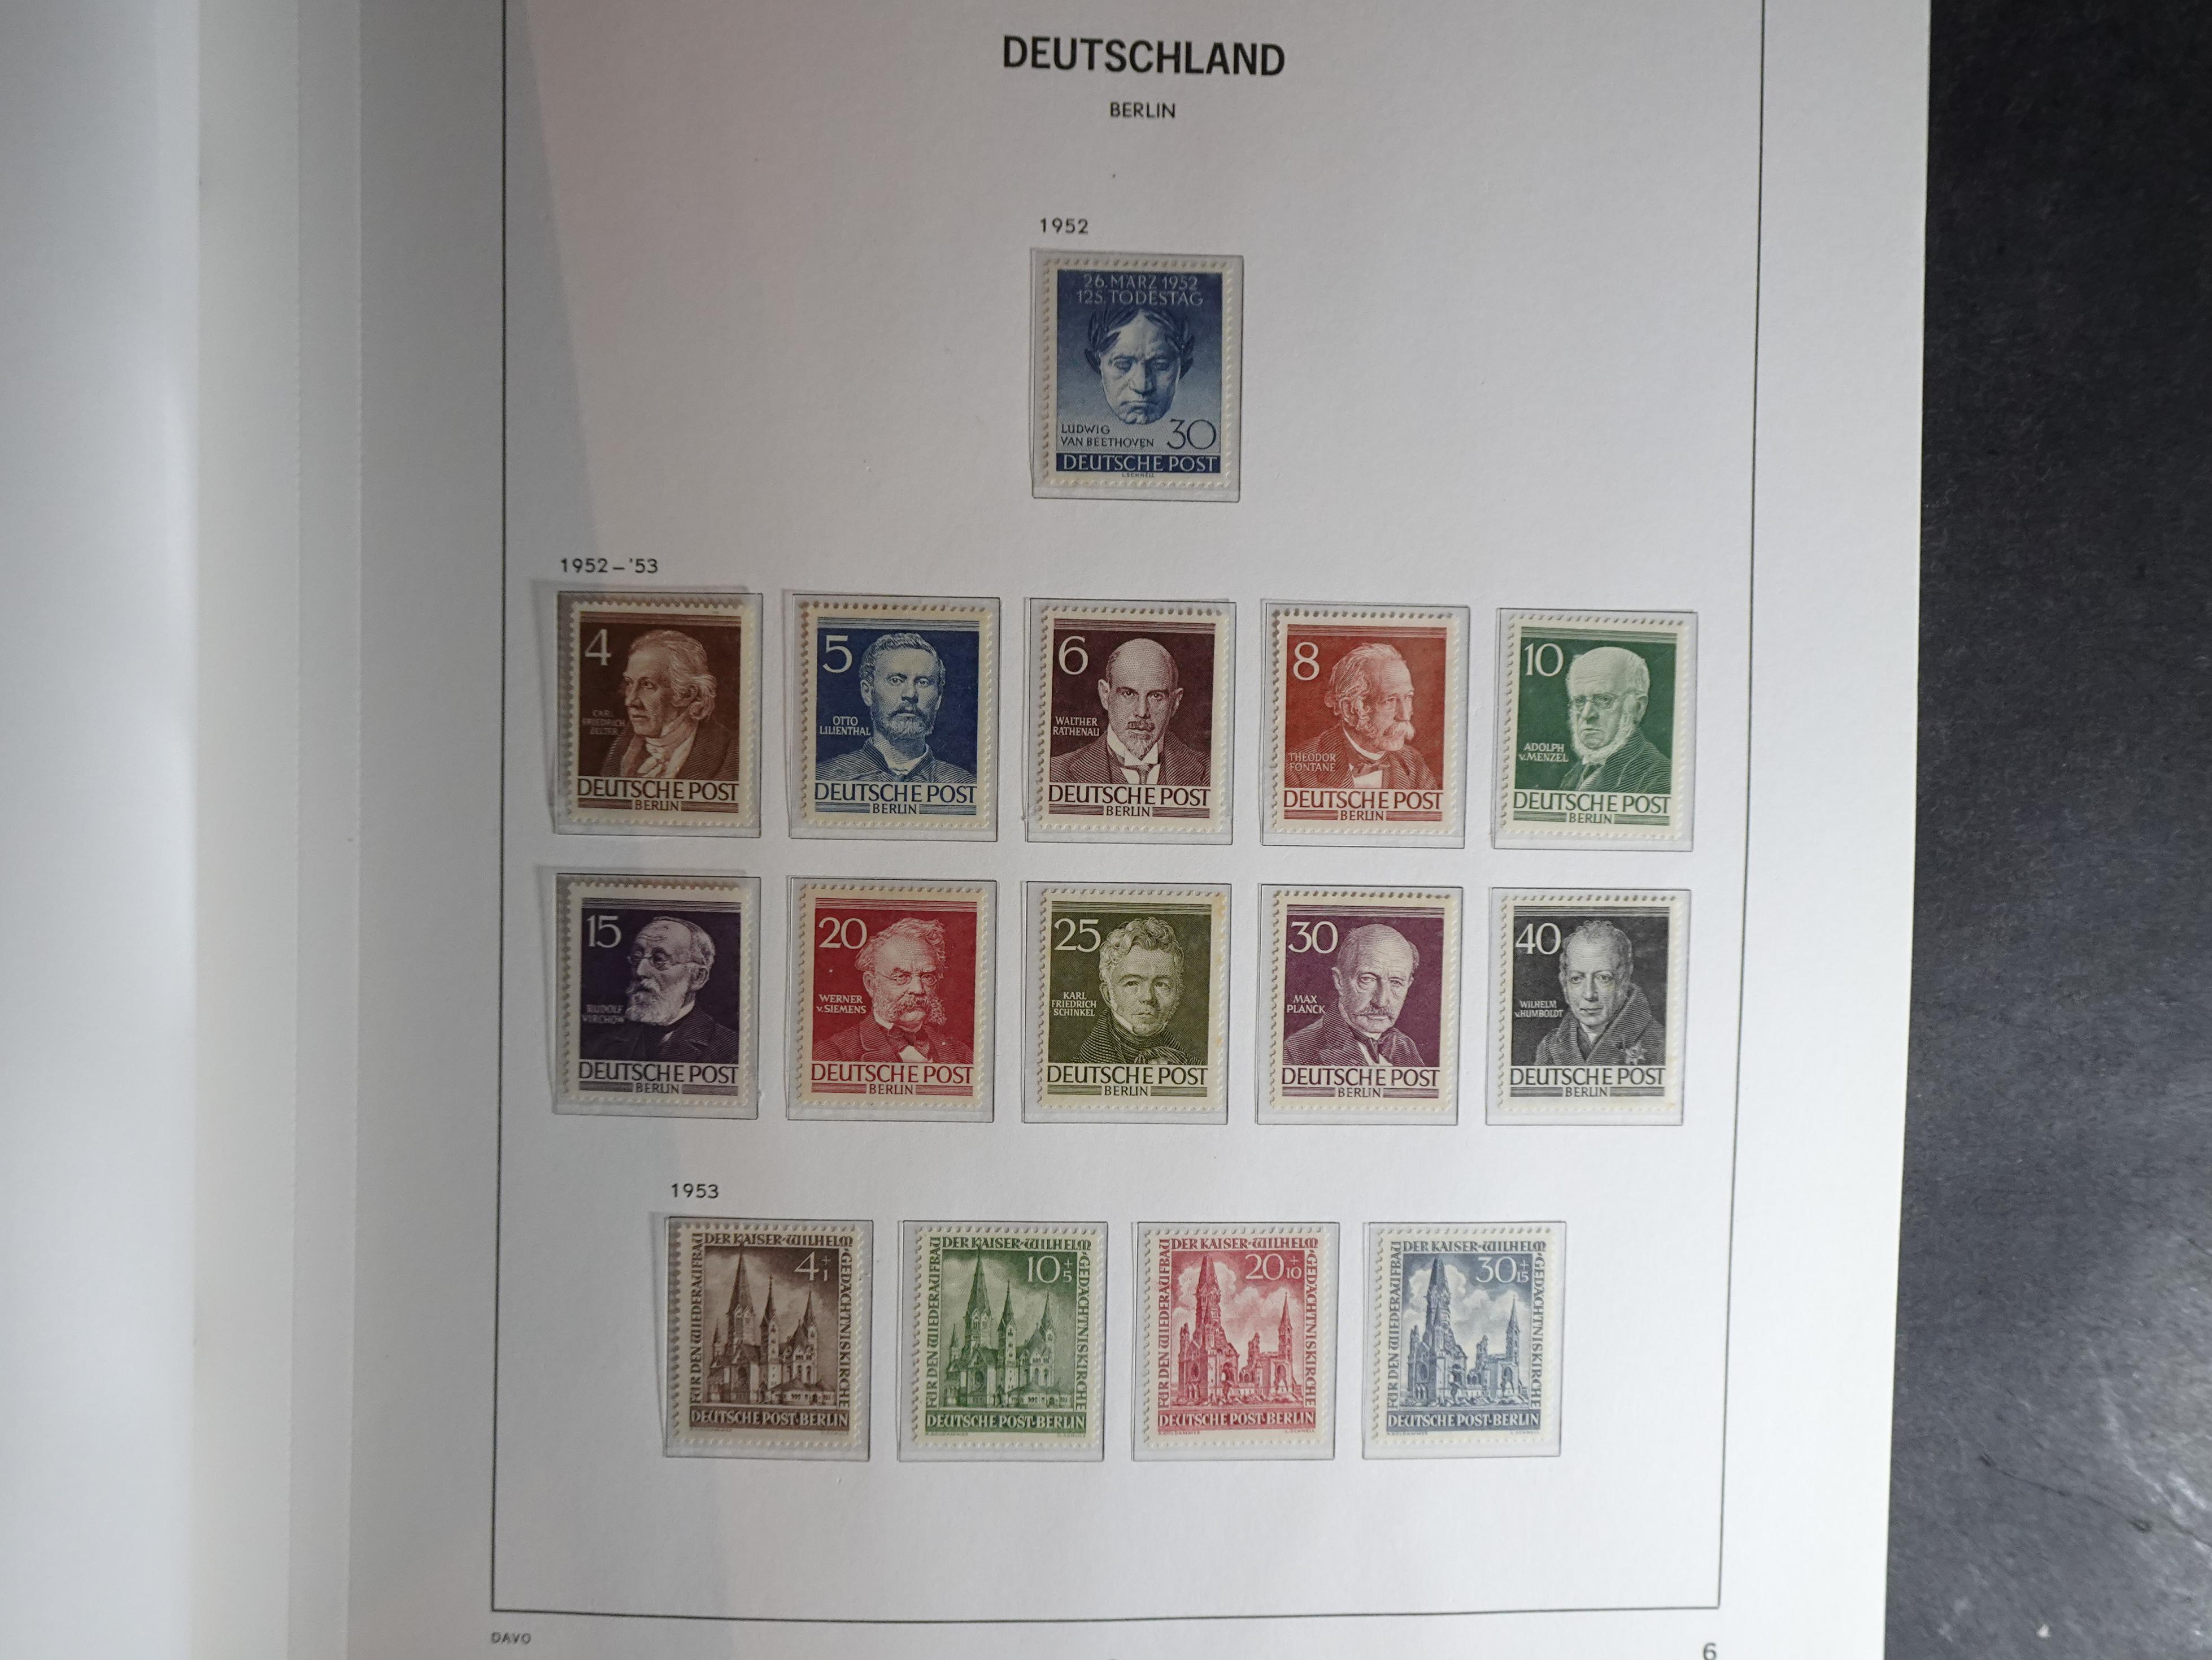 DEUTSCHLAND
BERLIN
1952
26. MÄRZ 1952
125. TODESTAG
LUDWIG
VAN BEETHOVEN 30
DEUTSCHE POST
L.SCHNELL
1952–'53
4
CARL
FRIEDRICH
ZELTER
DEUTSCHE POST
BERLIN
5
OTTO
LILIENTHAL
DEUTSCHE POST
BERLIN
6
WALTHER
RATHENAU
DEUTSCHE POST
BERLIN
8
THEODOR
FONTANE
DEUTSCHE POST
BERLIN
10
ADOLPH
v.MENZEL
DEUTSCHE POST
BERLIN
15
RUDOLF
VIRCHOW
DEUTSCHE POST
BERLIN
20
WERNER
v.SIEMENS
DEUTSCHE POST
BERLIN
25
KARL
FRIEDRICH
SCHINKEL
DEUTSCHE POST
BERLIN
30
MAX
PLANCK
DEUTSCHE POST
BERLIN
40
WILHELM
v.HUMBOLDT
DEUTSCHE POST
BERLIN
1953
FÜR DEN WIEDERAUFBAU
DER KAISER-WILHELM
GEDÄCHTNISKIRCHE
4+1
DEUTSCHE POST·BERLIN
FÜR DEN WIEDERAUFBAU
DER KAISER-WILHELM
GEDÄCHTNISKIRCHE
10+5
DEUTSCHE POST·BERLIN
FÜR DEN WIEDERAUFBAU
DER KAISER-WILHELM
GEDÄCHTNISKIRCHE
20+10
DEUTSCHE POST·BERLIN
FÜR DEN WIEDERAUFBAU
DER KAISER-WILHELM
GEDÄCHTNISKIRCHE
30+15
DEUTSCHE POST·BERLIN
DAVO
6